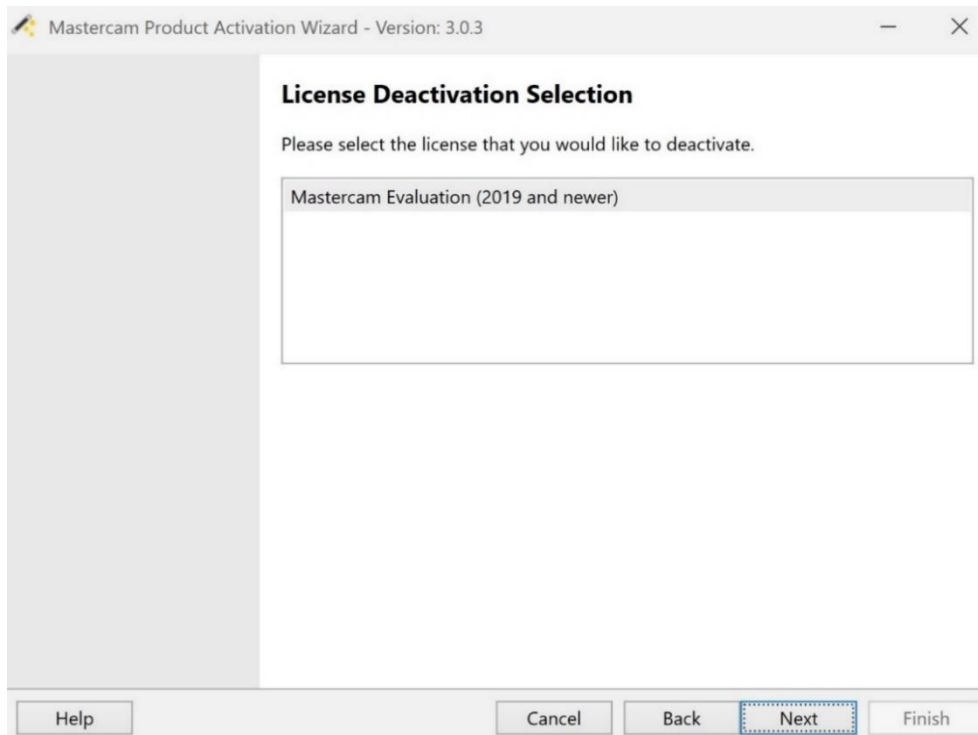 Mastercam Product Activation Wizard - Version: 3.0.3
License Deactivation Selection
Please select the license that you would like to deactivate.
Mastercam Evaluation (2019 and newer)
Help Cancel Back Next Finish